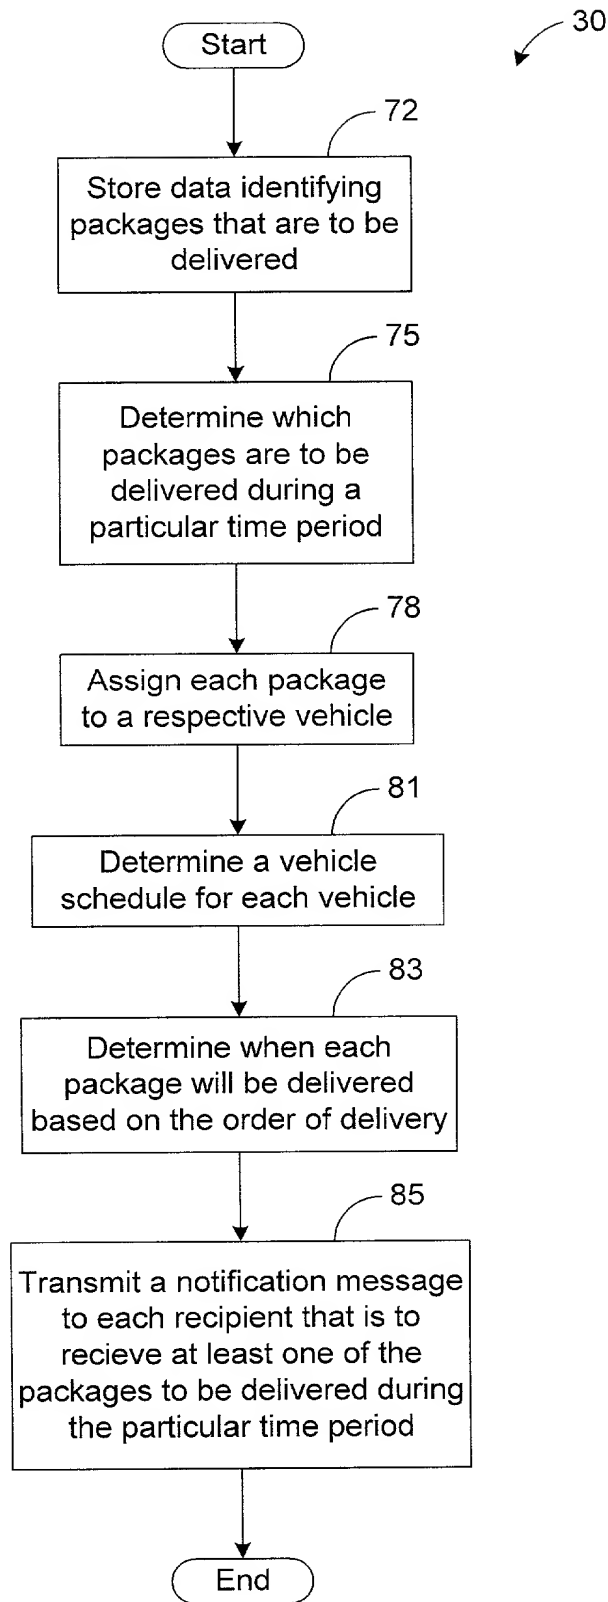 30
Start
72
Store data identifying
packages that are to be
delivered
75
Determine which
packages are to be
delivered during a
particular time period
78
Assign each package
to a respective vehicle
81
Determine a vehicle
schedule for each vehicle
83
Determine when each
package will be delivered
based on the order of delivery
85
Transmit a notification message
to each recipient that is to
recieve at least one of the
packages to be delivered during
the particular time period
End